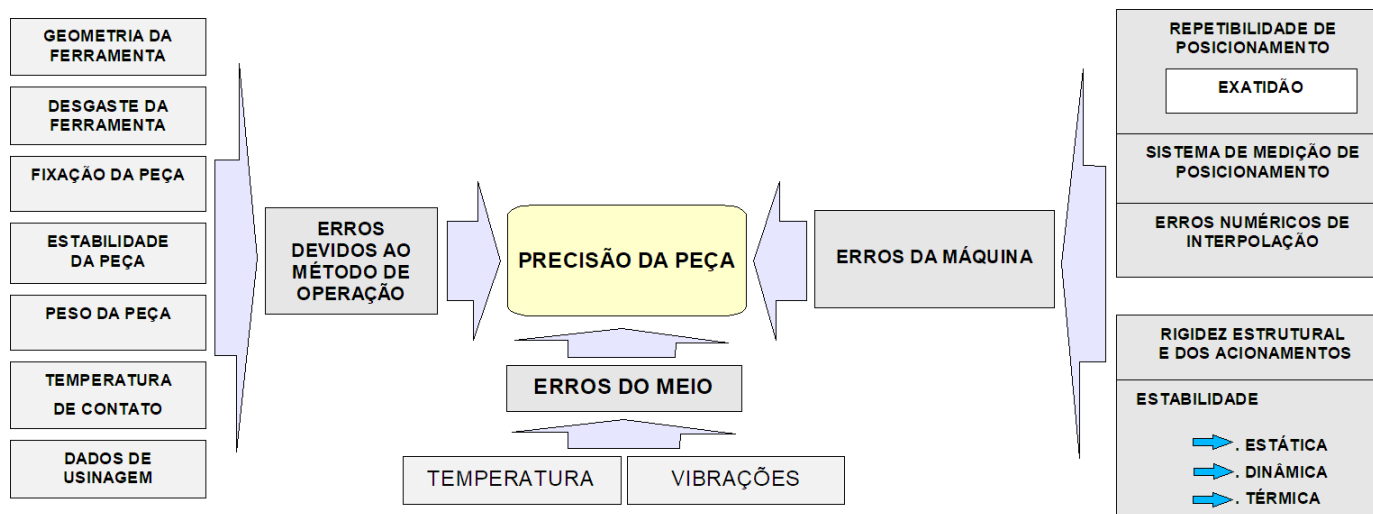 GEOMETRIA DA
FERRAMENTA
DESGASTE DA
FERRAMENTA
FIXAÇÃO DA PEÇA
ESTABILIDADE
DA PEÇA
PESO DA PEÇA
TEMPERATURA
DE CONTATO
DADOS DE
USINAGEM
ERROS
DEVIDOS AO
MÉTODO DE
OPERAÇÃO
PRECISÃO DA PEÇA
ERROS DO MEIO
TEMPERATURA
VIBRAÇÕES
ERROS DA MÁQUINA
REPETIBILIDADE DE
POSICIONAMENTO
EXATIDÃO
SISTEMA DE MEDIÇÃO DE
POSICIONAMENTO
ERROS NUMÉRICOS DE
INTERPOLAÇÃO
RIGIDEZ ESTRUTURAL
E DOS ACIONAMENTOS
ESTABILIDADE
. ESTÁTICA
. DINÂMICA
. TÉRMICA